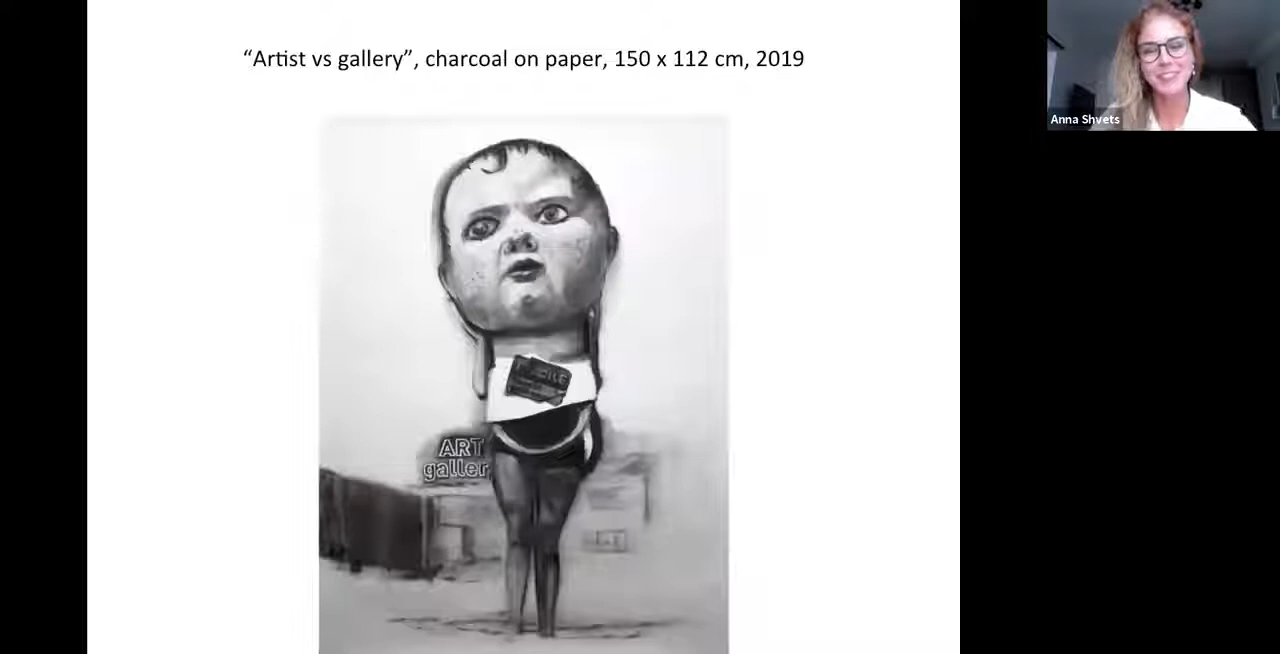 “Artist vs gallery”, charcoal on paper, 150 x 112 cm, 2019
Anna Shvets
ART
galler